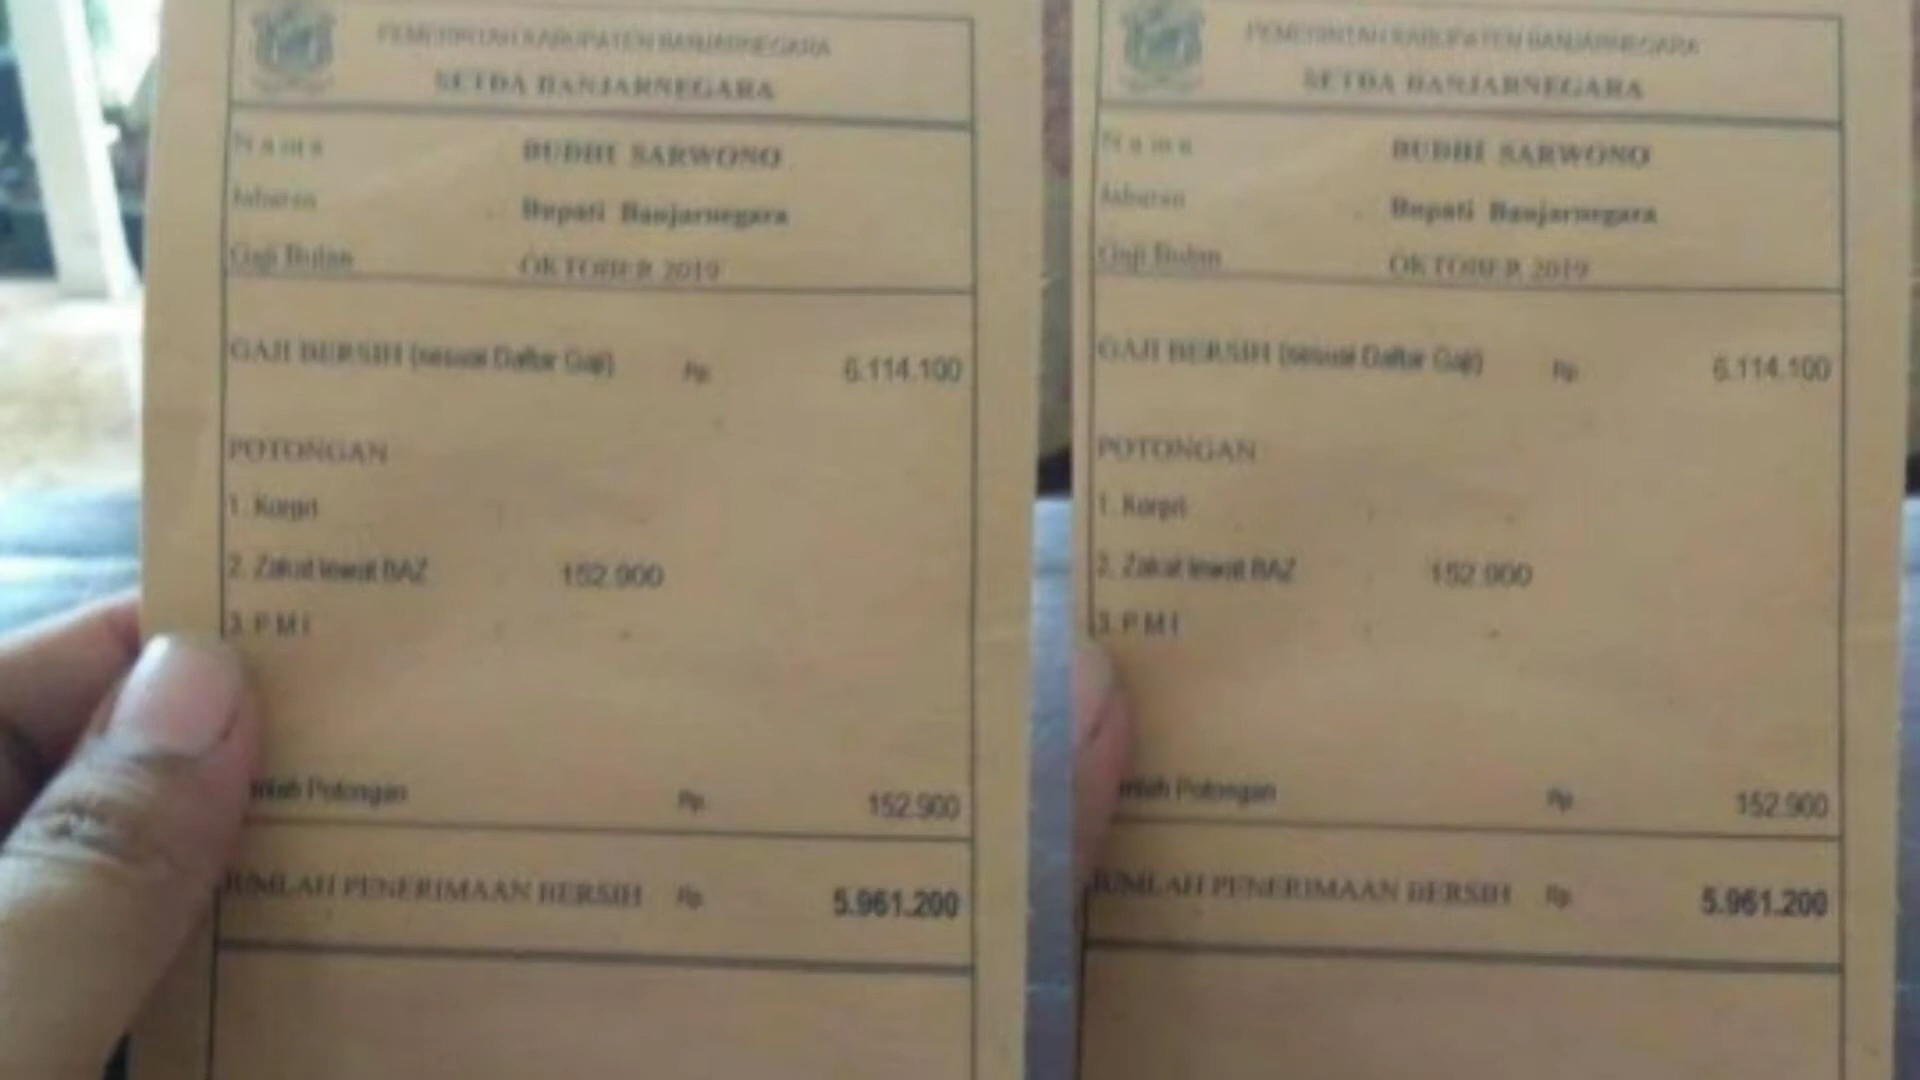 PEMERINTAH KABUPATEN BANJARNEGARA
SETDA BANJARNEGARA
Nama BUDHI SARWONO
Jabatan Bupati Banjarnegara
Gaji Bulan OKTOBER 2019
GAJI BERSIH (sesuai Daftar Gaji) Rp 6.114.100
POTONGAN
1. Korpri
2. Zakat lewat BAZ 152.900
3. P M I
mlah Potongan Rp 152.900
JUMLAH PENERIMAAN BERSIH Rp 5.961.200
PEMERINTAH KABUPATEN BANJARNEGARA
SETDA BANJARNEGARA
Nama BUDHI SARWONO
Jabatan Bupati Banjarnegara
Gaji Bulan OKTOBER 2019
GAJI BERSIH (sesuai Daftar Gaji) Rp 6.114.100
POTONGAN
1. Korpri
2. Zakat lewat BAZ 152.900
3. P M I
mlah Potongan Rp 152.900
JUMLAH PENERIMAAN BERSIH Rp 5.961.200